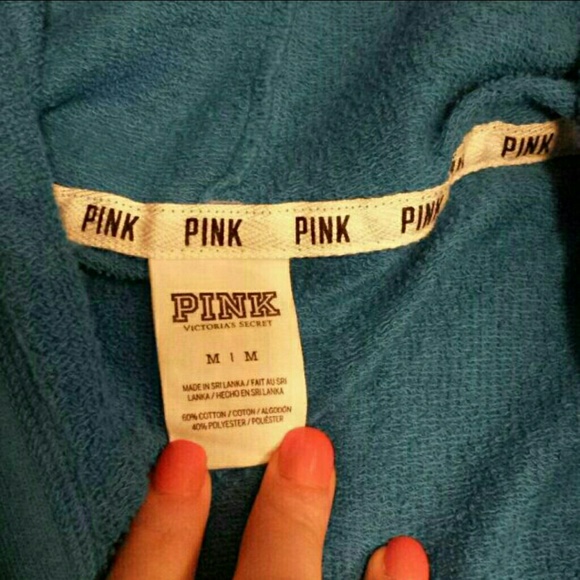 PINK PINK PINK PINK PINK
PINK
VICTORIA'S SECRET
M | M
MADE IN SRI LANKA / FAIT AU SRI
LANKA / HECHO EN SRI LANKA
60% COTTON / COTON / ALGODÓN
40% POLYESTER / POLIÉSTER